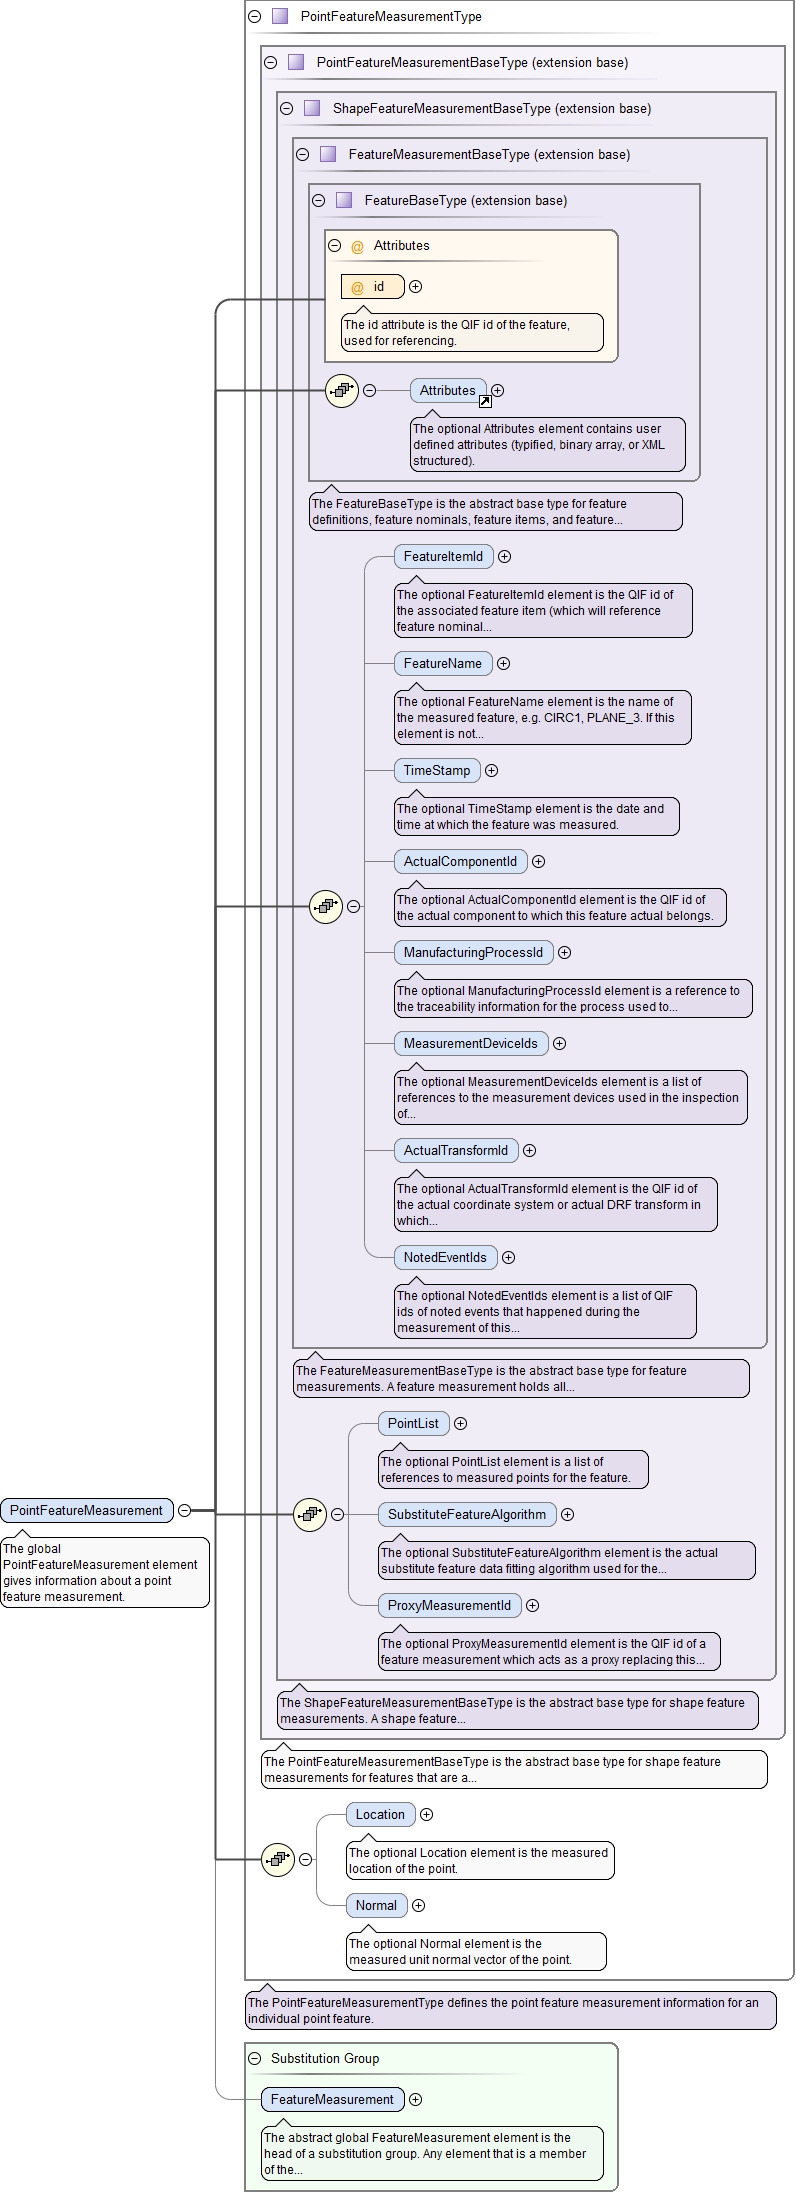 PointFeatureMeasurementType
PointFeatureMeasurementBaseType (extension base)
ShapeFeatureMeasurementBaseType (extension base)
FeatureMeasurementBaseType (extension base)
FeatureBaseType (extension base)
@ Attributes
@ id
The id attribute is the QIF id of the feature,
used for referencing.
Attributes
The optional Attributes element contains user
defined attributes (typified, binary array, or XML
structured).
The FeatureBaseType is the abstract base type for feature
definitions, feature nominals, feature items, and feature...
FeatureItemId
The optional FeatureItemId element is the QIF id of
the associated feature item (which will reference
feature nominal...
FeatureName
The optional FeatureName element is the name of
the measured feature, e.g. CIRC1, PLANE_3. If this
element is not...
TimeStamp
The optional TimeStamp element is the date and
time at which the feature was measured.
ActualComponentId
The optional ActualComponentId element is the QIF id of
the actual component to which this feature actual belongs.
ManufacturingProcessId
The optional ManufacturingProcessId element is a reference to
the traceability information for the process used to...
MeasurementDeviceIds
The optional MeasurementDeviceIds element is a list of
references to the measurement devices used in the inspection
of...
ActualTransformId
The optional ActualTransformId element is the QIF id of
the actual coordinate system or actual DRF transform in
which...
NotedEventIds
The optional NotedEventIds element is a list of QIF
ids of noted events that happened during the
measurement of this...
The FeatureMeasurementBaseType is the abstract base type for feature
measurements. A feature measurement holds all...
PointList
The optional PointList element is a list of
references to measured points for the feature.
PointFeatureMeasurement
The global
PointFeatureMeasurement element
gives information about a point
feature measurement.
SubstituteFeatureAlgorithm
The optional SubstituteFeatureAlgorithm element is the actual
substitute feature data fitting algorithm used for the...
ProxyMeasurementId
The optional ProxyMeasurementId element is the QIF id of a
feature measurement which acts as a proxy replacing this...
The ShapeFeatureMeasurementBaseType is the abstract base type for shape feature
measurements. A shape feature...
The PointFeatureMeasurementBaseType is the abstract base type for shape feature
measurements for features that are a...
Location
The optional Location element is the measured
location of the point.
Normal
The optional Normal element is the
measured unit normal vector of the point.
The PointFeatureMeasurementType defines the point feature measurement information for an
individual point feature.
Substitution Group
FeatureMeasurement
The abstract global FeatureMeasurement element is the
head of a substitution group. Any element that is a member
of the...